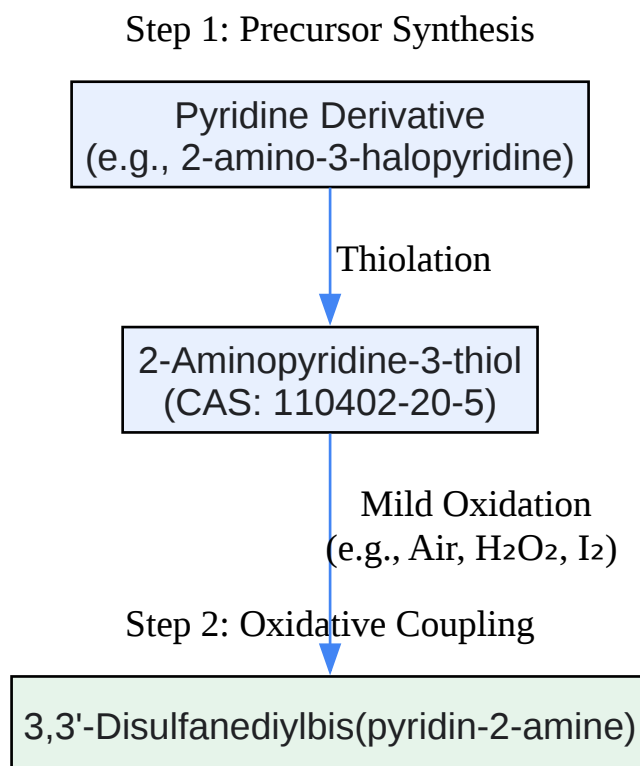 Step 1: Precursor Synthesis
Pyridine Derivative
(e.g., 2-amino-3-halopyridine)
Thiolation
2-Aminopyridine-3-thiol
(CAS: 110402-20-5)
Mild Oxidation
(e.g., Air, H₂O₂, I₂)
Step 2: Oxidative Coupling
3,3'-Disulfanediylbis(pyridin-2-amine)